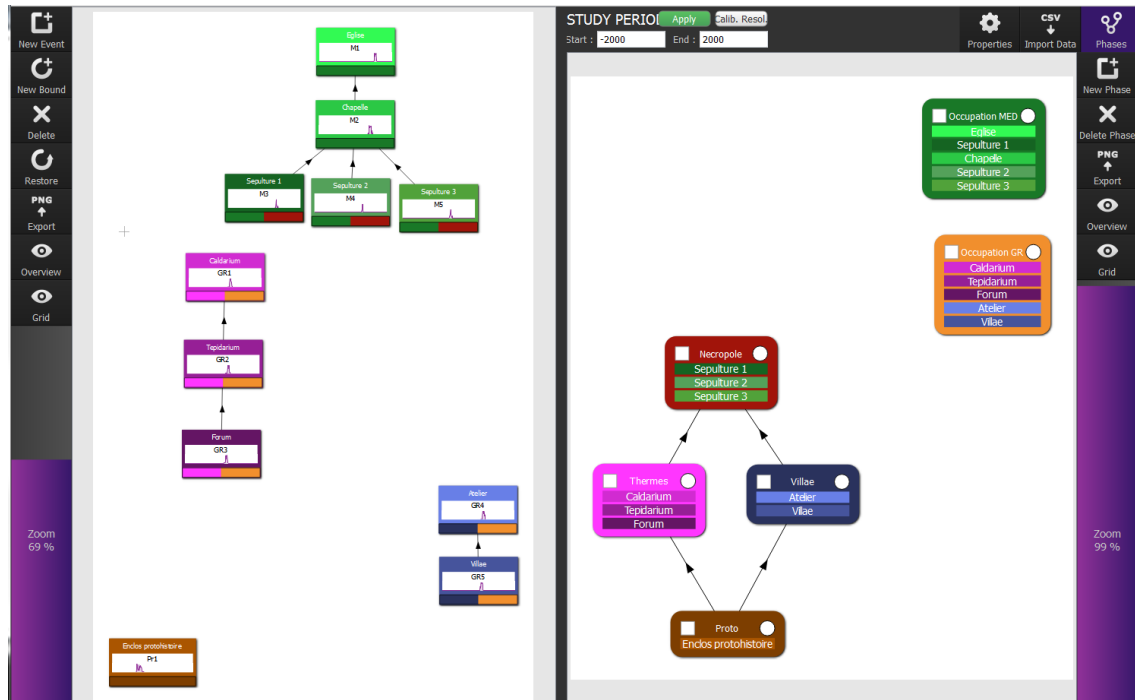 New Event
New Bound
Delete
Restore
PNG
Export
Overview
Grid
Zoom
69 %
Eglise
M1
Chapelle
M2
Sepulture 1
M3
Sepulture 2
M4
Sepulture 3
M5
Caldarium
GR1
Tepidarium
GR2
Forum
GR3
Atelier
GR4
Villae
GR5
Enclos protohistoire
Pr1
STUDY PERIOD
Apply
Calib. Resol.
Start :
-2000
End :
2000
Properties
CSV
Import Data
Phases
Occupation MED
Eglise
Sepulture 1
Chapelle
Sepulture 2
Sepulture 3
Occupation GR
Caldarium
Tepidarium
Forum
Atelier
Villae
Necropole
Sepulture 1
Sepulture 2
Sepulture 3
Thermes
Caldarium
Tepidarium
Forum
Villae
Atelier
Villae
Proto
Enclos protohistoire
New Phase
Delete Phase
PNG
Export
Overview
Grid
Zoom
99 %